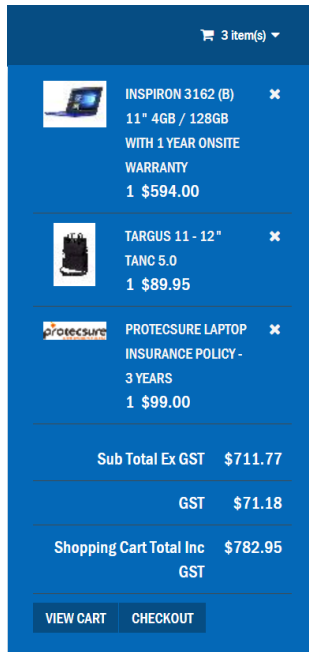 3 item(s)
INSPIRON 3162 (B)
11" 4GB / 128GB
WITH 1 YEAR ONSITE
WARRANTY
1 $594.00
TARGUS 11 - 12"
TANC 5.0
1 $89.95
protecsure
PROTECSURE LAPTOP
INSURANCE POLICY -
3 YEARS
1 $99.00
Sub Total Ex GST $711.77
GST $71.18
Shopping Cart Total Inc $782.95
GST
VIEW CART CHECKOUT